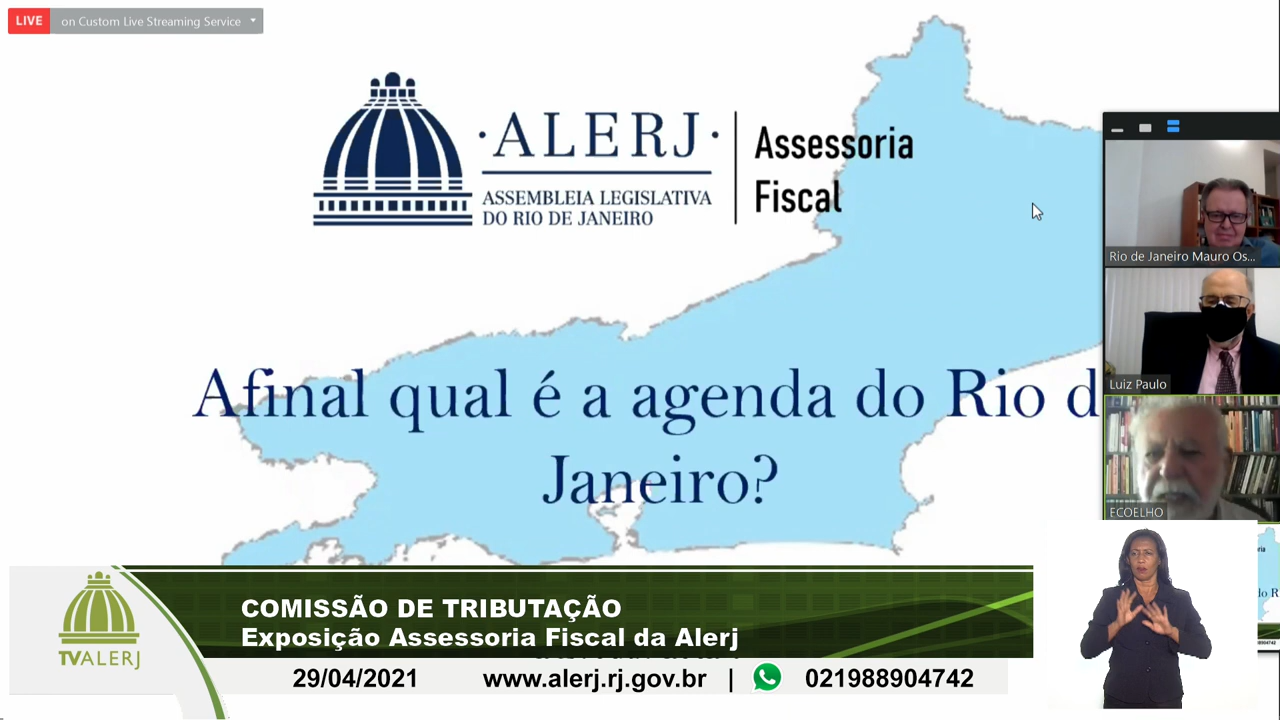 LIVE on Custom Live Streaming Service
·ALERJ·
ASSEMBLEIA LEGISLATIVA
DO RIO DE JANEIRO
Assessoria
Fiscal
Afinal qual é a agenda do Rio d
Janeiro?
Rio de Janeiro Mauro Os...
Luiz Paulo
ECOELHO
TVALERJ
COMISSÃO DE TRIBUTAÇÃO
Exposição Assessoria Fiscal da Alerj
29/04/2021 www.alerj.rj.gov.br | 021988904742